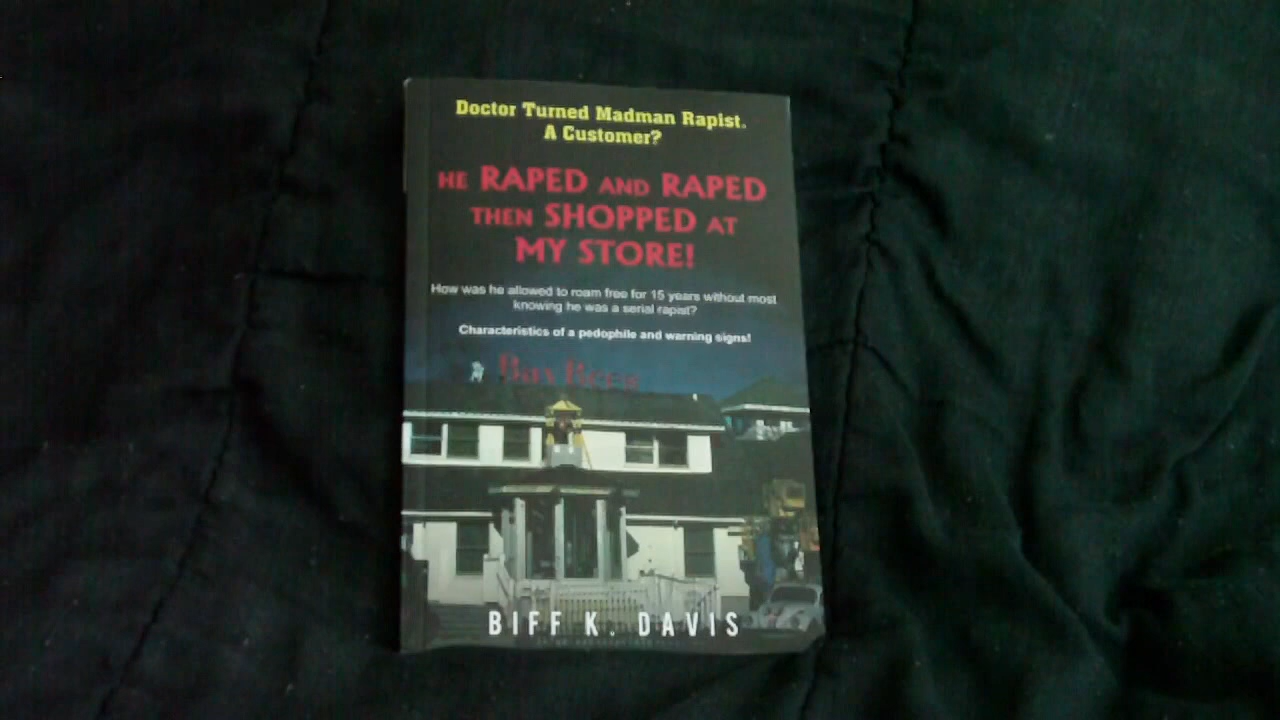 Doctor Turned Madman Rapist.
A Customer?
HE RAPED AND RAPED
THEN SHOPPED AT
MY STORE!
How was he allowed to roam free for 15 years without most
knowing he was a serial rapist?
Characteristics of a pedophile and warning signs!
BIFF K. DAVIS